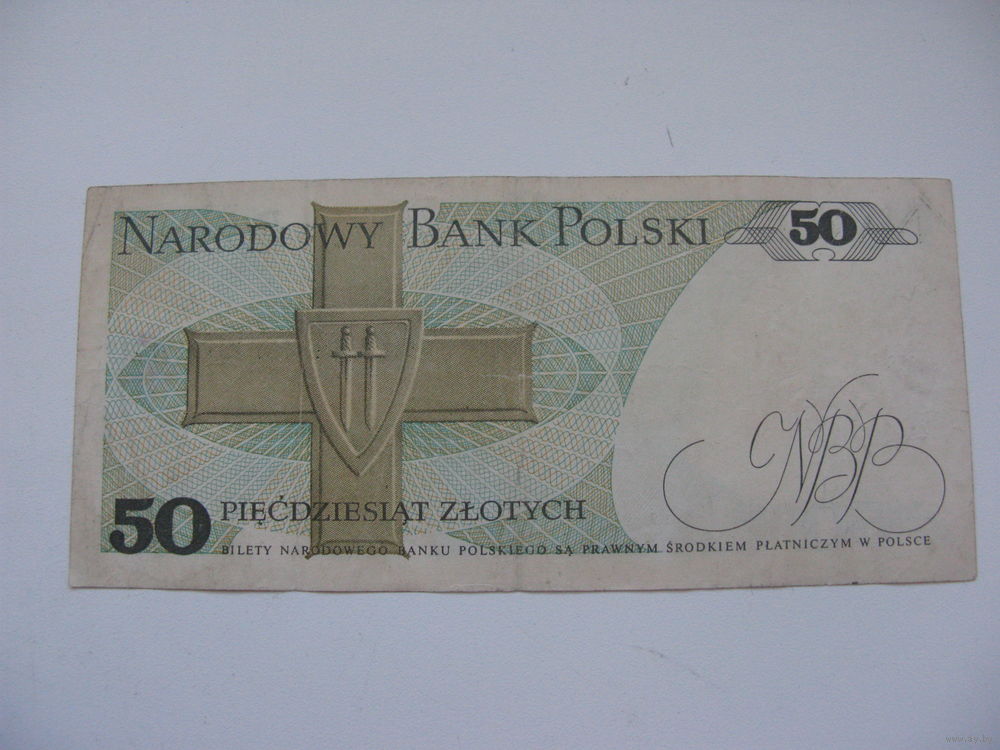 NARODOWY BANK POLSKI 50
NBP
50 PIĘĆDZIESIĄT ZŁOTYCH
BILETY NARODOWEGO BANKU POLSKIEGO SĄ PRAWNYM ŚRODKIEM PŁATNICZYM W POLSCE